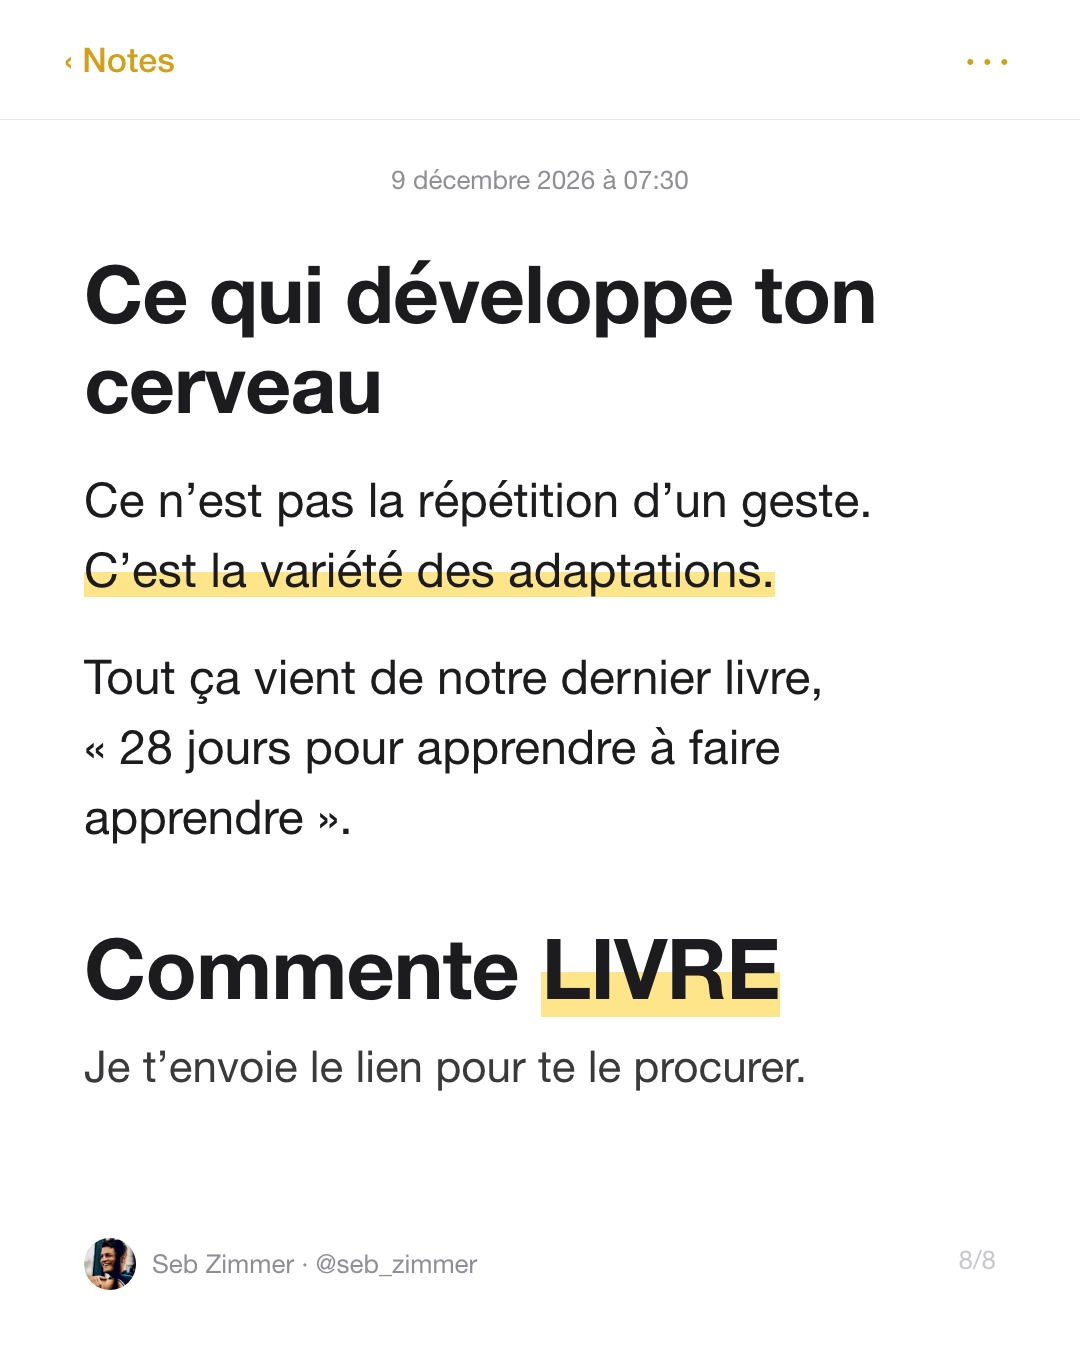 ‹ Notes
···
9 décembre 2026 à 07:30
Ce qui développe ton
cerveau
Ce n’est pas la répétition d’un geste.
C’est la variété des adaptations.
Tout ça vient de notre dernier livre,
« 28 jours pour apprendre à faire
apprendre ».
Commente LIVRE
Je t’envoie le lien pour te le procurer.
Seb Zimmer · @seb_zimmer
8/8